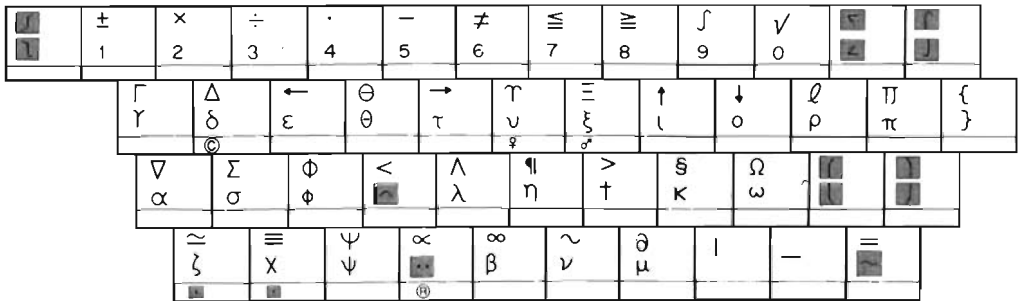 ± × ÷ · − ≠ ≦ ≧ ∫ √
1 2 3 4 5 6 7 8 9 0
Γ Δ ← Θ → ϒ Ξ ↑ ↓ ℓ Π {
γ δ ε θ τ υ ξ ι ο ρ π }
© ♀ ♂
∇ Σ Φ < Λ ¶ > § Ω
α σ φ λ η † κ ω
≃ ≡ Ψ ∝ ∞ ~ ∂ | — =
ζ χ ψ β ν μ
®